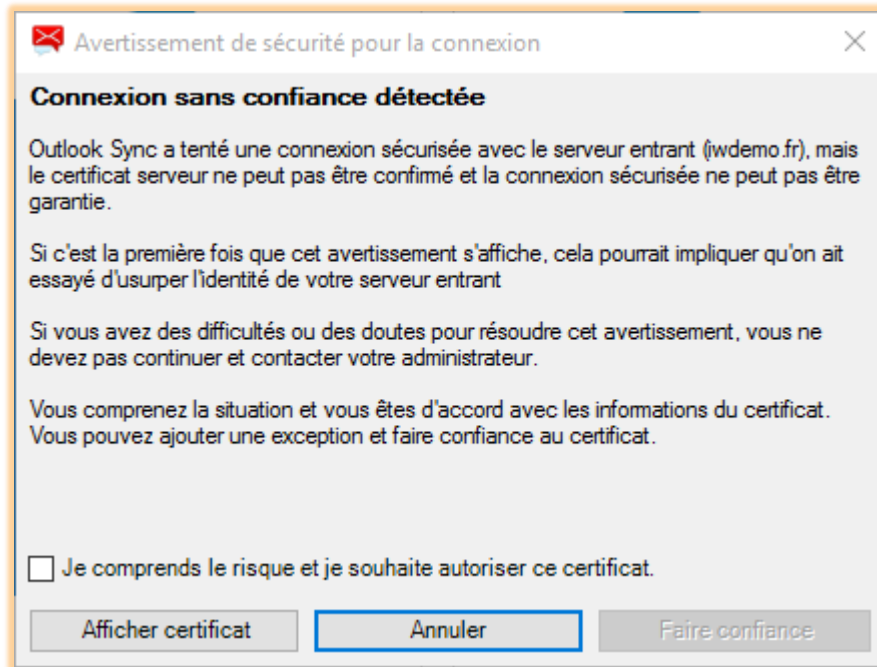 Avertissement de sécurité pour la connexion
Connexion sans confiance détectée
Outlook Sync a tenté une connexion sécurisée avec le serveur entrant (iwdemo.fr), mais
le certificat serveur ne peut pas être confirmé et la connexion sécurisée ne peut pas être
garantie.
Si c'est la première fois que cet avertissement s'affiche, cela pourrait impliquer qu'on ait
essayé d'usurper l'identité de votre serveur entrant
Si vous avez des difficultés ou des doutes pour résoudre cet avertissement, vous ne
devez pas continuer et contacter votre administrateur.
Vous comprenez la situation et vous êtes d'accord avec les informations du certificat.
Vous pouvez ajouter une exception et faire confiance au certificat.
Je comprends le risque et je souhaite autoriser ce certificat.
Afficher certificat
Annuler
Faire confiance